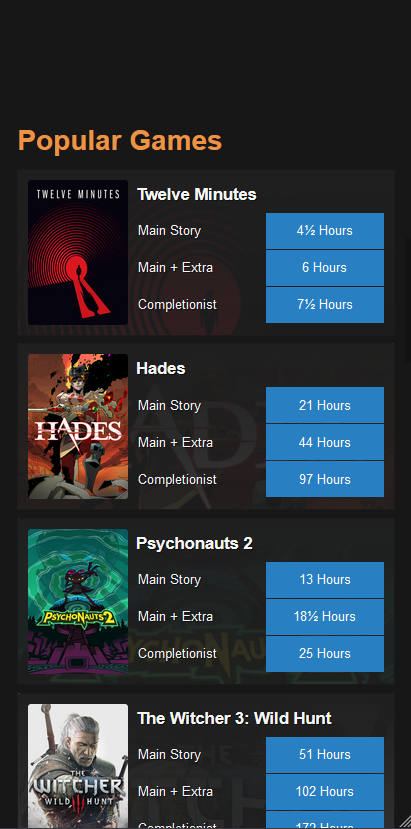 Popular Games
TWELVE MINUTES
Twelve Minutes
Main Story 4½ Hours
Main + Extra 6 Hours
Completionist 7½ Hours
HADES
Hades
Main Story 21 Hours
Main + Extra 44 Hours
Completionist 97 Hours
PSYCHONAUTS 2
Psychonauts 2
Main Story 13 Hours
Main + Extra 18½ Hours
Completionist 25 Hours
THE WITCHER WILD HUNT
The Witcher 3: Wild Hunt
Main Story 51 Hours
Main + Extra 102 Hours
Completionist 172 Hours